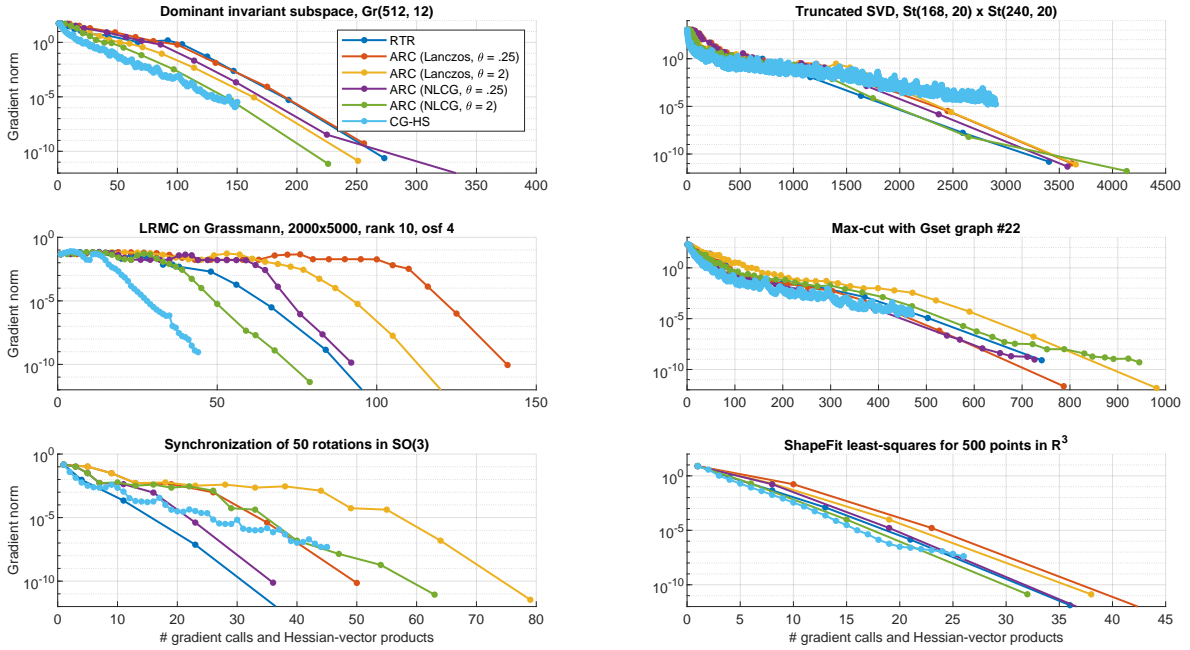 Dominant invariant subspace, Gr(512, 12)
Gradient norm
10^0
10^-5
10^-10
0 50 100 150 200 250 300 350 400
RTR
ARC (Lanczos, θ = .25)
ARC (Lanczos, θ = 2)
ARC (NLCG, θ = .25)
ARC (NLCG, θ = 2)
CG-HS
Truncated SVD, St(168, 20) x St(240, 20)
10^0
10^-5
10^-10
0 500 1000 1500 2000 2500 3000 3500 4000 4500
LRMC on Grassmann, 2000x5000, rank 10, osf 4
Gradient norm
10^0
10^-5
10^-10
0 50 100 150
Max-cut with Gset graph #22
10^0
10^-5
10^-10
0 100 200 300 400 500 600 700 800 900 1000
Synchronization of 50 rotations in SO(3)
Gradient norm
10^0
10^-5
10^-10
0 10 20 30 40 50 60 70 80
# gradient calls and Hessian-vector products
ShapeFit least-squares for 500 points in R^3
10^0
10^-5
10^-10
0 5 10 15 20 25 30 35 40 45
# gradient calls and Hessian-vector products